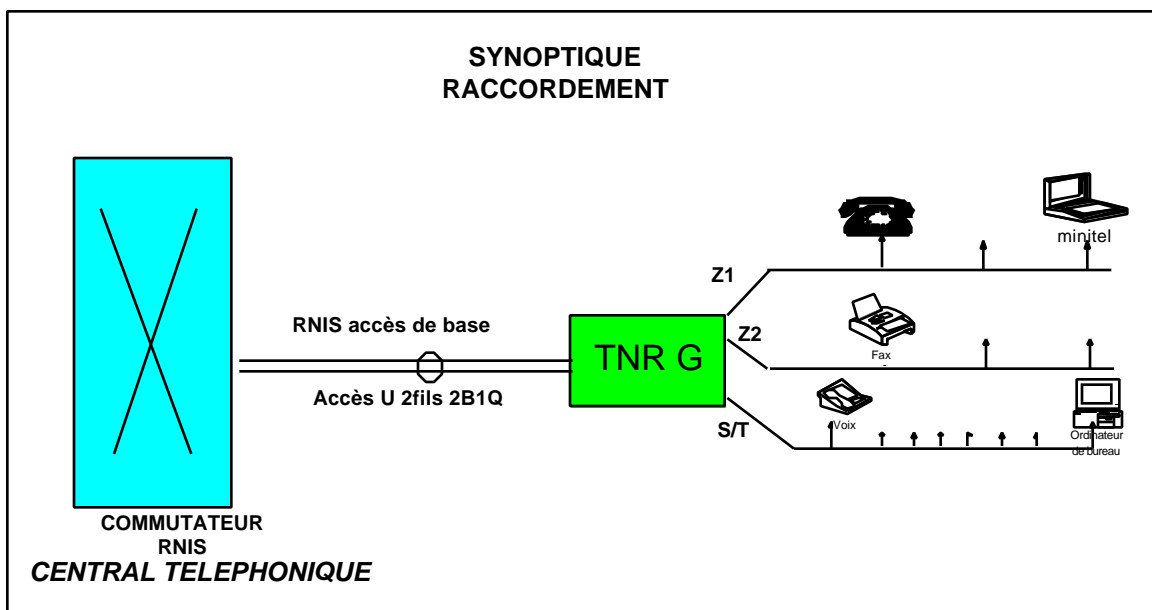 SYNOPTIQUE
RACCORDEMENT
minitel
Z1
RNIS accès de base
TNR G
Z2
Fax
Accès U 2fils 2B1Q
S/T
Voix
Ordinateur
de bureau
COMMUTATEUR
RNIS
CENTRAL TELEPHONIQUE